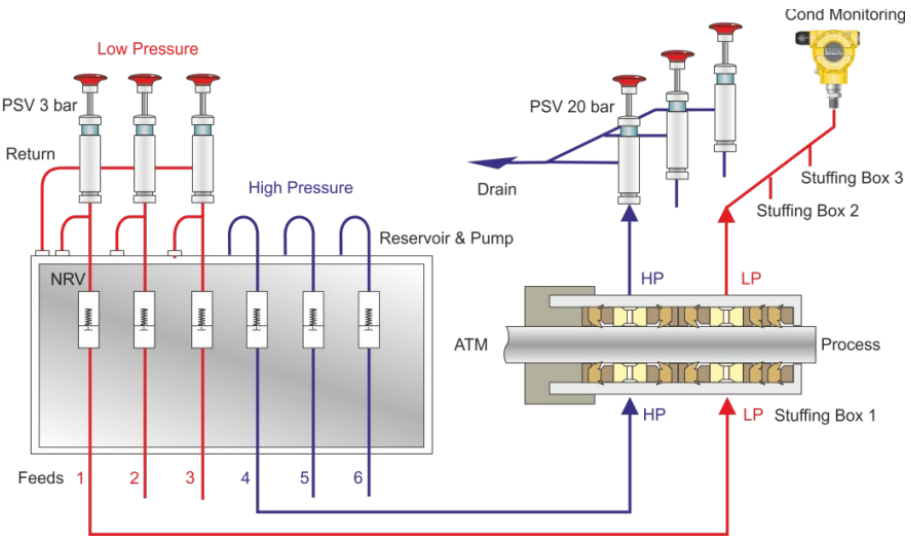 Cond Monitoring
Low Pressure
PSV 3 bar
PSV 20 bar
Return
Drain
Stuffing Box 3
Stuffing Box 2
High Pressure
Reservoir & Pump
NRV
HP
LP
ATM
Process
HP
LP
Stuffing Box 1
Feeds 1 2 3 4 5 6